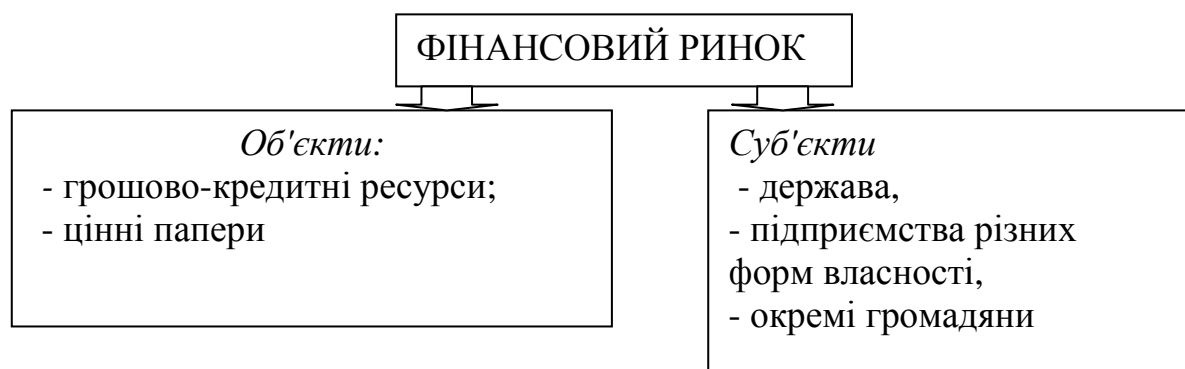 ФІНАНСОВИЙ РИНОК
Об'єкти:
- грошово-кредитні ресурси;
- цінні папери
Суб'єкти
- держава,
- підприємства різних
форм власності,
- окремі громадяни